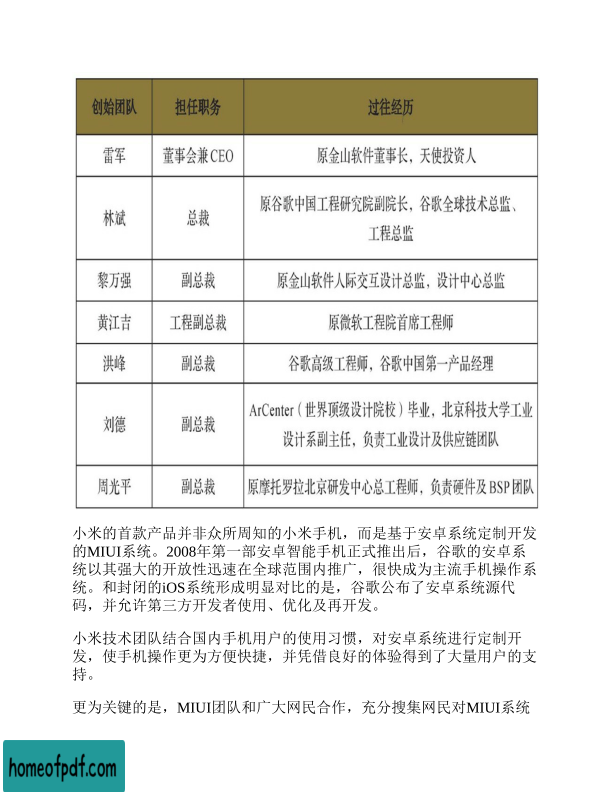 创始团队 担任职务 过往经历
雷军 董事会兼CEO 原金山软件董事长，天使投资人
林斌 总裁 原谷歌中国工程研究院副院长，谷歌全球技术总监、
工程总监
黎万强 副总裁 原金山软件人际交互设计总监，设计中心总监
黄江吉 工程副总裁 原微软工程院首席工程师
洪峰 副总裁 谷歌高级工程师，谷歌中国第一产品经理
刘德 副总裁 ArCenter（世界顶级设计院校）毕业，北京科技大学工业
设计系副主任，负责工业设计及供应链团队
周光平 副总裁 原摩托罗拉北京研发中心总工程师，负责硬件及BSP团队
小米的首款产品并非众所周知的小米手机，而是基于安卓系统定制开发
的MIUI系统。2008年第一部安卓智能手机正式推出后，谷歌的安卓系
统以其强大的开放性迅速在全球范围内推广，很快成为主流手机操作系
统。和封闭的iOS系统形成明显对比的是，谷歌公布了安卓系统源代
码，并允许第三方开发者使用、优化及再开发。
小米技术团队结合国内手机用户的使用习惯，对安卓系统进行定制开
发，使手机操作更为方便快捷，并凭借良好的体验得到了大量用户的支
持。
更为关键的是，MIUI团队和广大网民合作，充分搜集网民对MIUI系统
homeofpdf.com